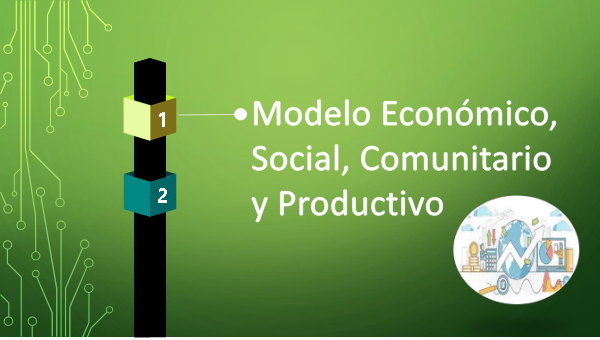 1
Modelo Económico,
Social, Comunitario
2
y Productivo